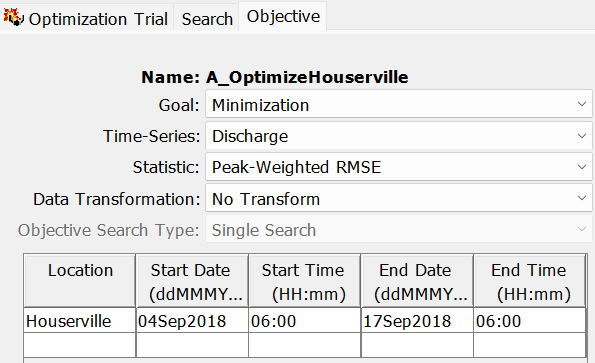 Optimization Trial Search Objective
Name: A_OptimizeHouserville
Goal: Minimization
Time-Series: Discharge
Statistic: Peak-Weighted RMSE
Data Transformation: No Transform
Objective Search Type: Single Search
Location Start Date Start Time End Date End Time
(ddMMMY... (HH:mm) (ddMMMY... (HH:mm)
Houserville 04Sep2018 06:00 17Sep2018 06:00